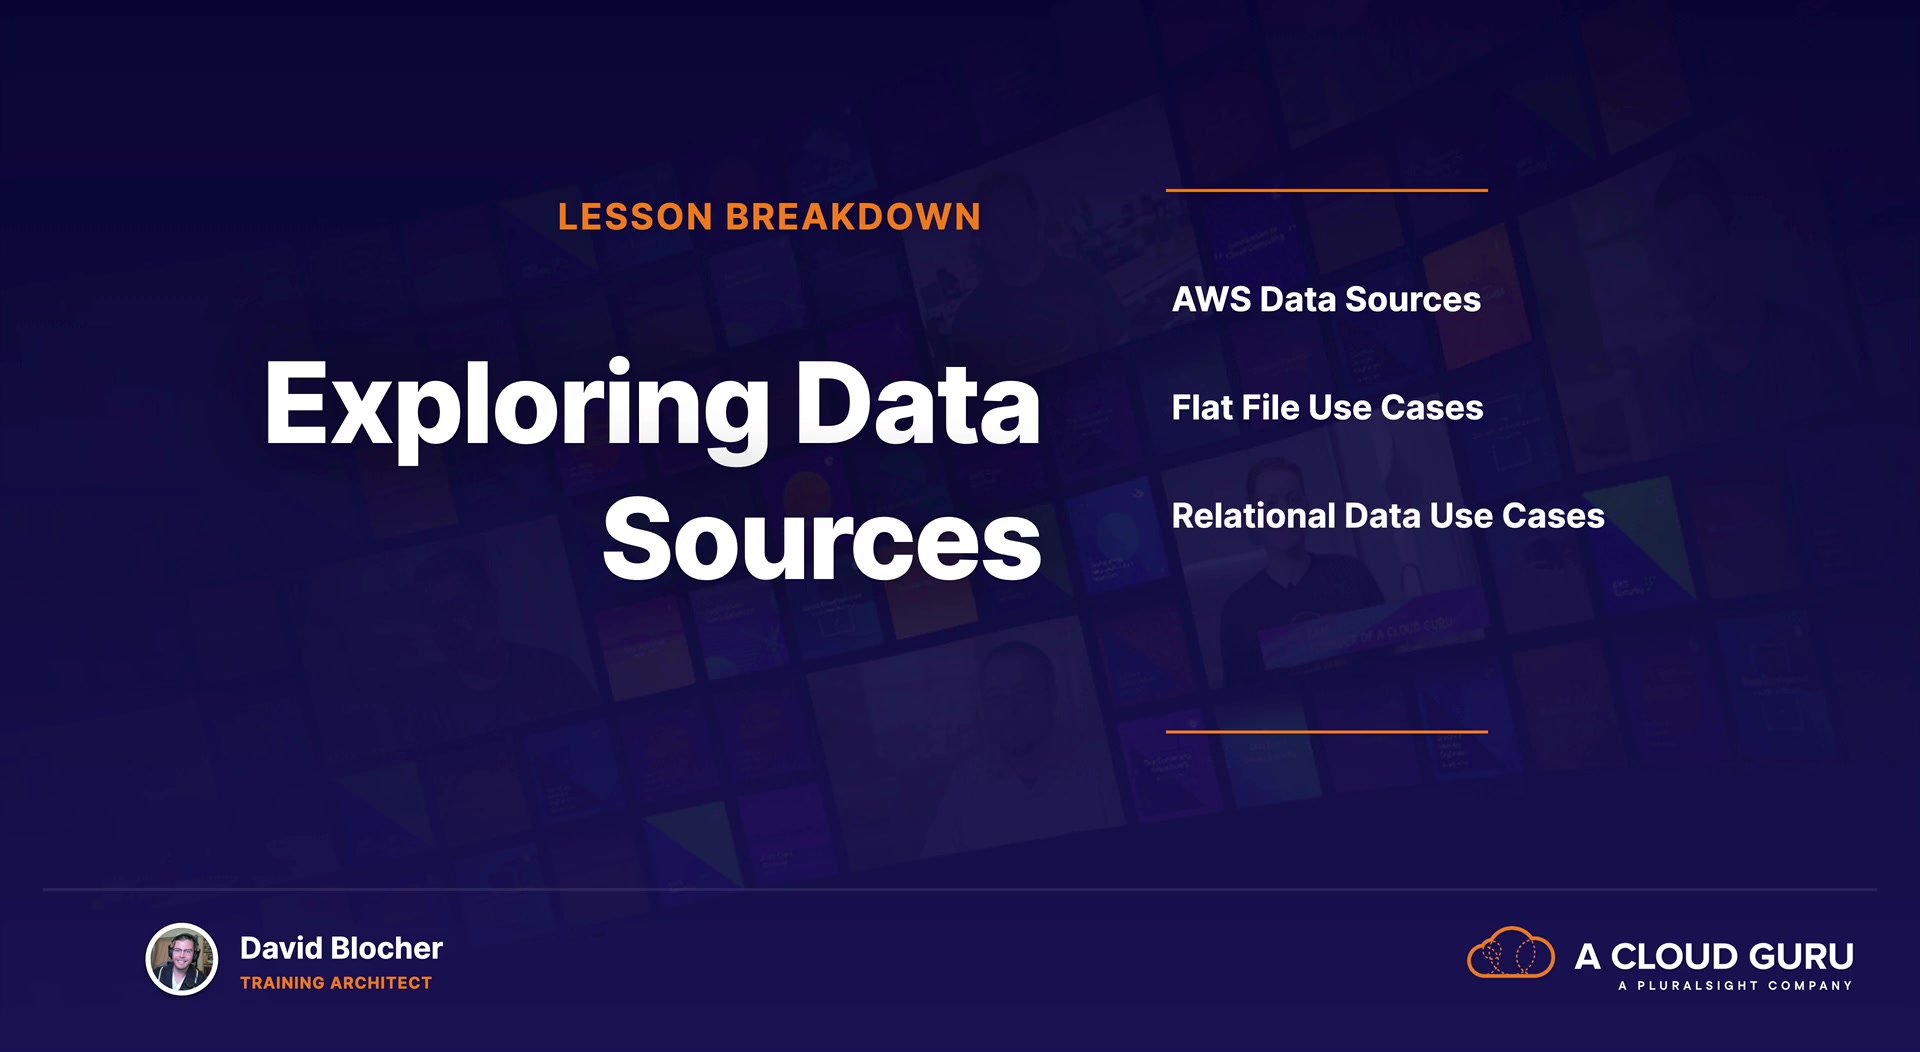 LESSON BREAKDOWN
Exploring Data
Sources
AWS Data Sources
Flat File Use Cases
Relational Data Use Cases
David Blocher
TRAINING ARCHITECT
A CLOUD GURU
A PLURALSIGHT COMPANY